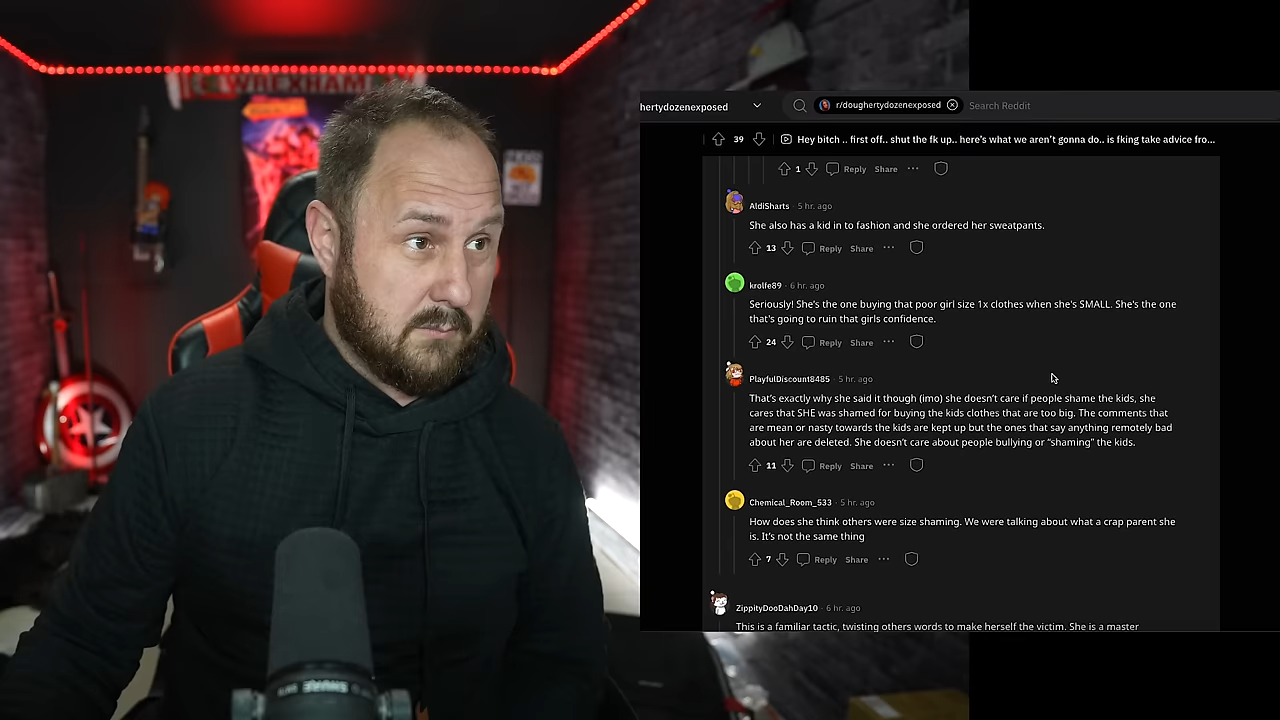 WREXHAM
hertydozenexposed
r/doughertydozenexposed
Search Reddit
39
Hey bitch .. first off.. shut the fk up.. here's what we aren't gonna do.. is fking take advice fro...
1 Reply Share ...
AldiSharts · 5 hr. ago
She also has a kid in to fashion and she ordered her sweatpants.
13 Reply Share ...
krolfe89 · 6 hr. ago
Seriously! She's the one buying that poor girl size 1x clothes when she's SMALL. She's the one
that's going to ruin that girls confidence.
24 Reply Share ...
PlayfulDiscount8485 · 5 hr. ago
That's exactly why she said it though (imo) she doesn't care if people shame the kids, she
cares that SHE was shamed for buying the kids clothes that are too big. The comments that
are mean or nasty towards the kids are kept up but the ones that say anything remotely bad
about her are deleted. She doesn't care about people bullying or “shaming” the kids.
11 Reply Share ...
Chemical_Room_533 · 5 hr. ago
How does she think others were size shaming. We were talking about what a crap parent she
is. It's not the same thing
7 Reply Share ...
ZippityDooDahDay10 · 6 hr. ago
This is a familiar tactic, twisting others words to make herself the victim. She is a master
SHURE